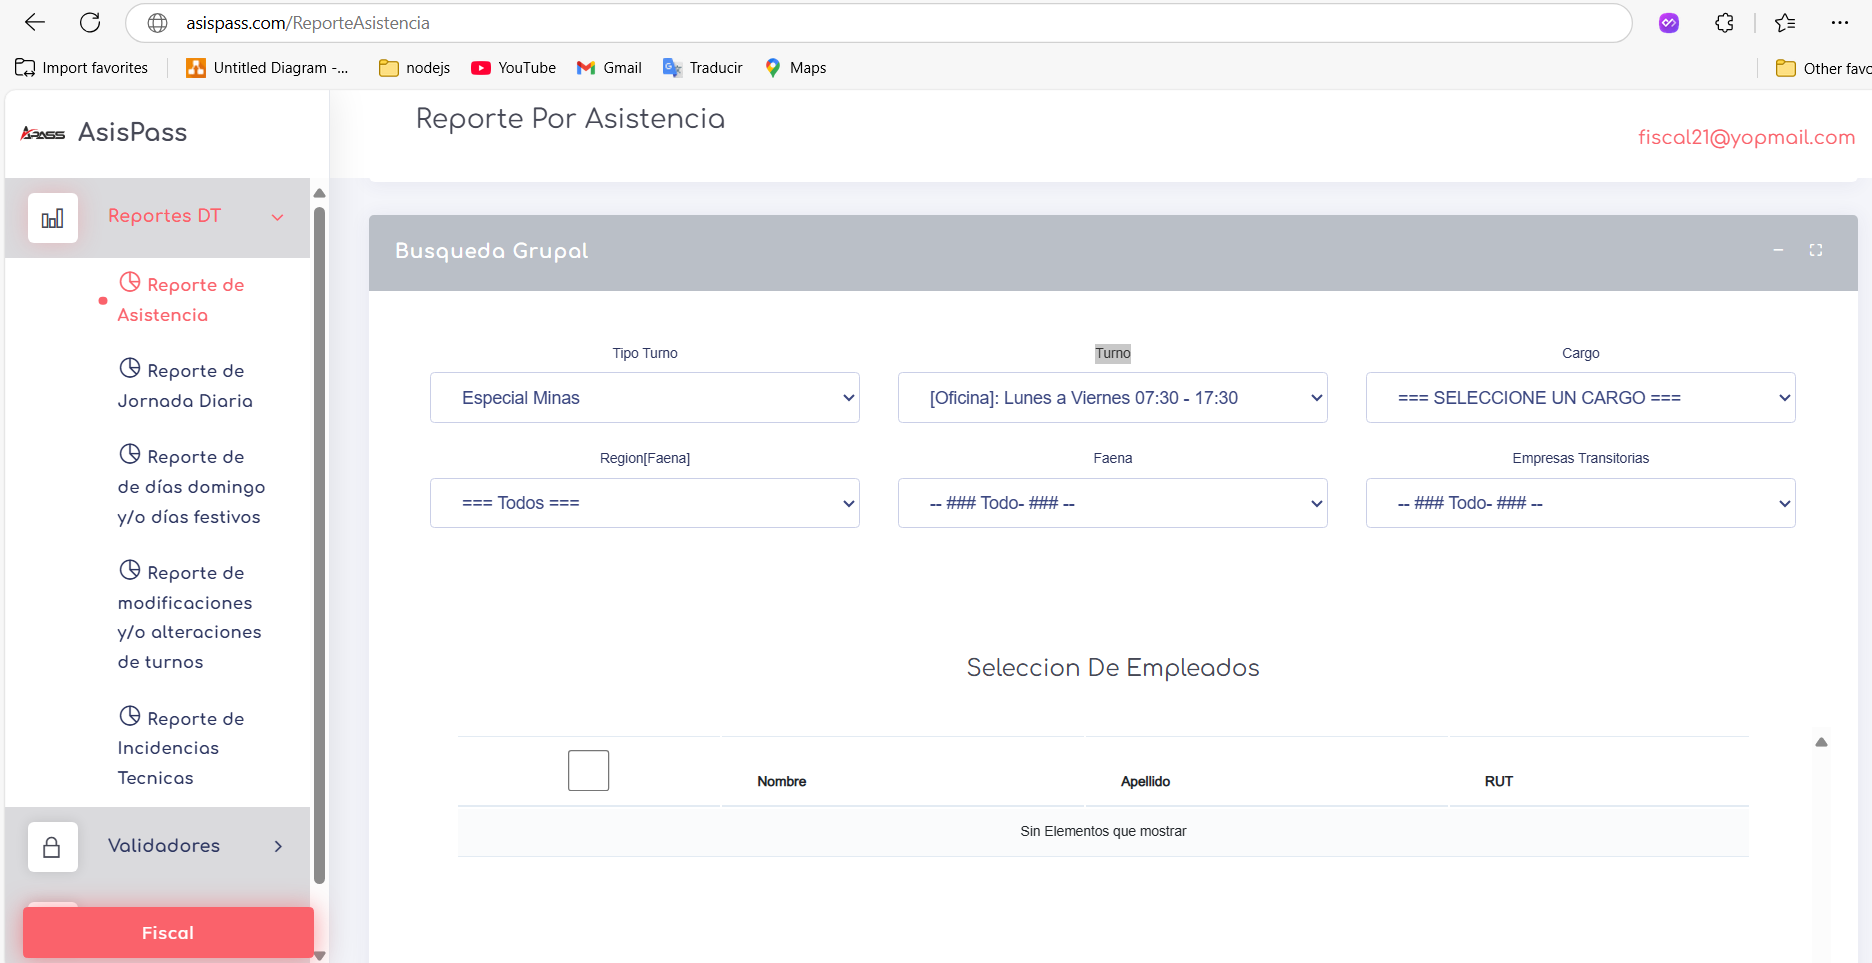 asispass.com/ReporteAsistencia
Import favorites
Untitled Diagram -...
nodejs
YouTube
Gmail
Traducir
Maps
Other favo
APASS
AsisPass
Reporte Por Asistencia
fiscal21@yopmail.com
Reportes DT
Reporte de
Asistencia
Reporte de
Jornada Diaria
Reporte de
de días domingo
y/o días festivos
Reporte de
modificaciones
y/o alteraciones
de turnos
Reporte de
Incidencias
Tecnicas
Validadores
Fiscal
Busqueda Grupal
Tipo Turno
Turno
Cargo
Especial Minas
[Oficina]: Lunes a Viernes 07:30 - 17:30
=== SELECCIONE UN CARGO ===
Region[Faena]
Faena
Empresas Transitorias
=== Todos ===
-- ### Todo- ### --
-- ### Todo- ### --
Seleccion De Empleados
Nombre
Apellido
RUT
Sin Elementos que mostrar